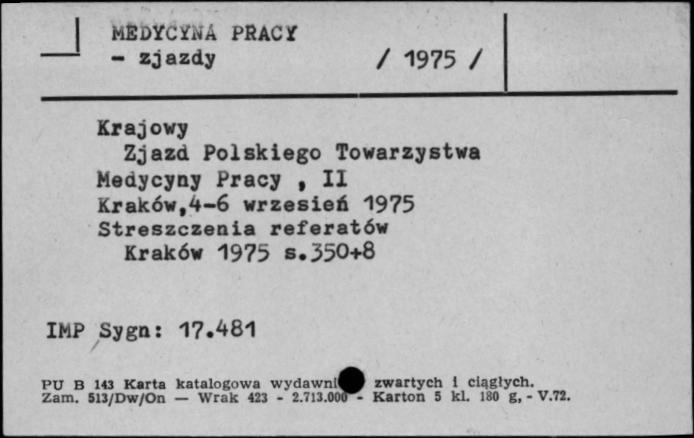 MEDYCYNA PRACY
- zjazdy / 1975 /
Krajowy
Zjazd Polskiego Towarzystwa
Medycyny Pracy , II
Kraków,4-6 wrzesień 1975
Streszczenia referatów
Kraków 1975 s.350+8
IMP Sygn: 17.481
PU B 143 Karta katalogowa zwartych i ciągłych.
Zam. 513/Dw/On — Wrak 423 - 2.713.000 - Karton 5 kl. 180 g, - V.72.